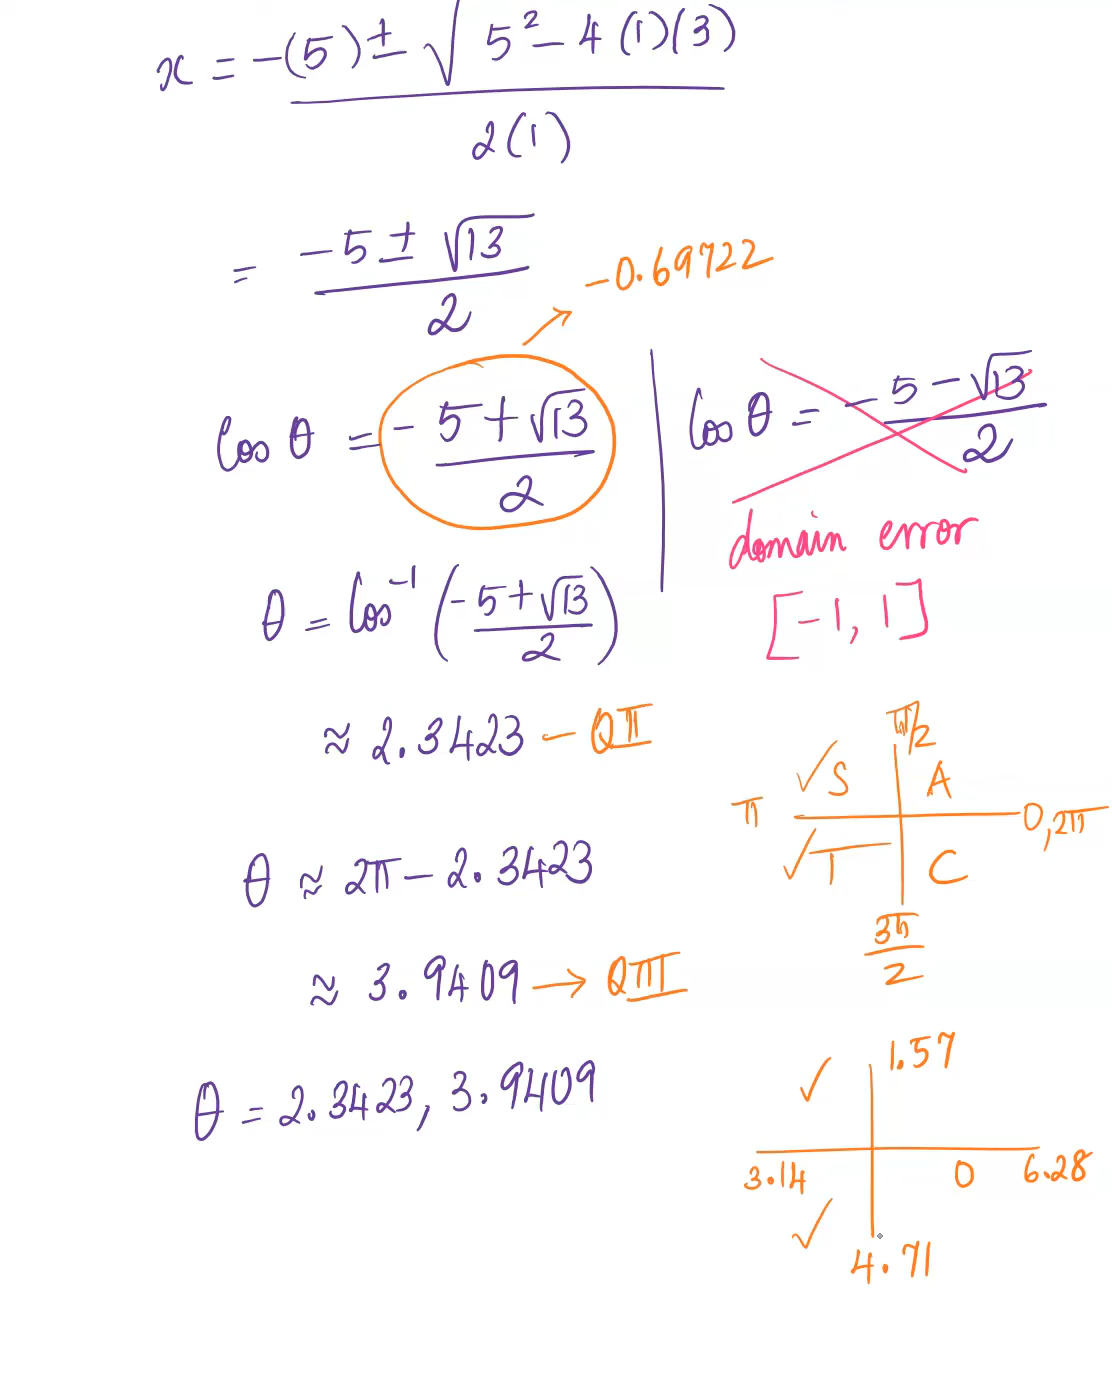 x = -(5) ± √5² - 4(1)(3)
2(1)
= -5 ± √13
2
-0.69722
Cos θ = -5+√13
2
Cos θ = -5-√13
2
domain error
[-1, 1]
θ = Cos⁻¹(-5+√13
2)
≈ 2.3423 - QII
π/2
S A
π
0, 2π
T C
3π
2
θ ≈ 2π - 2.3423
≈ 3.9409 → QIII
θ = 2.3423, 3.9409
1.57
3.14 0 6.28
4.71